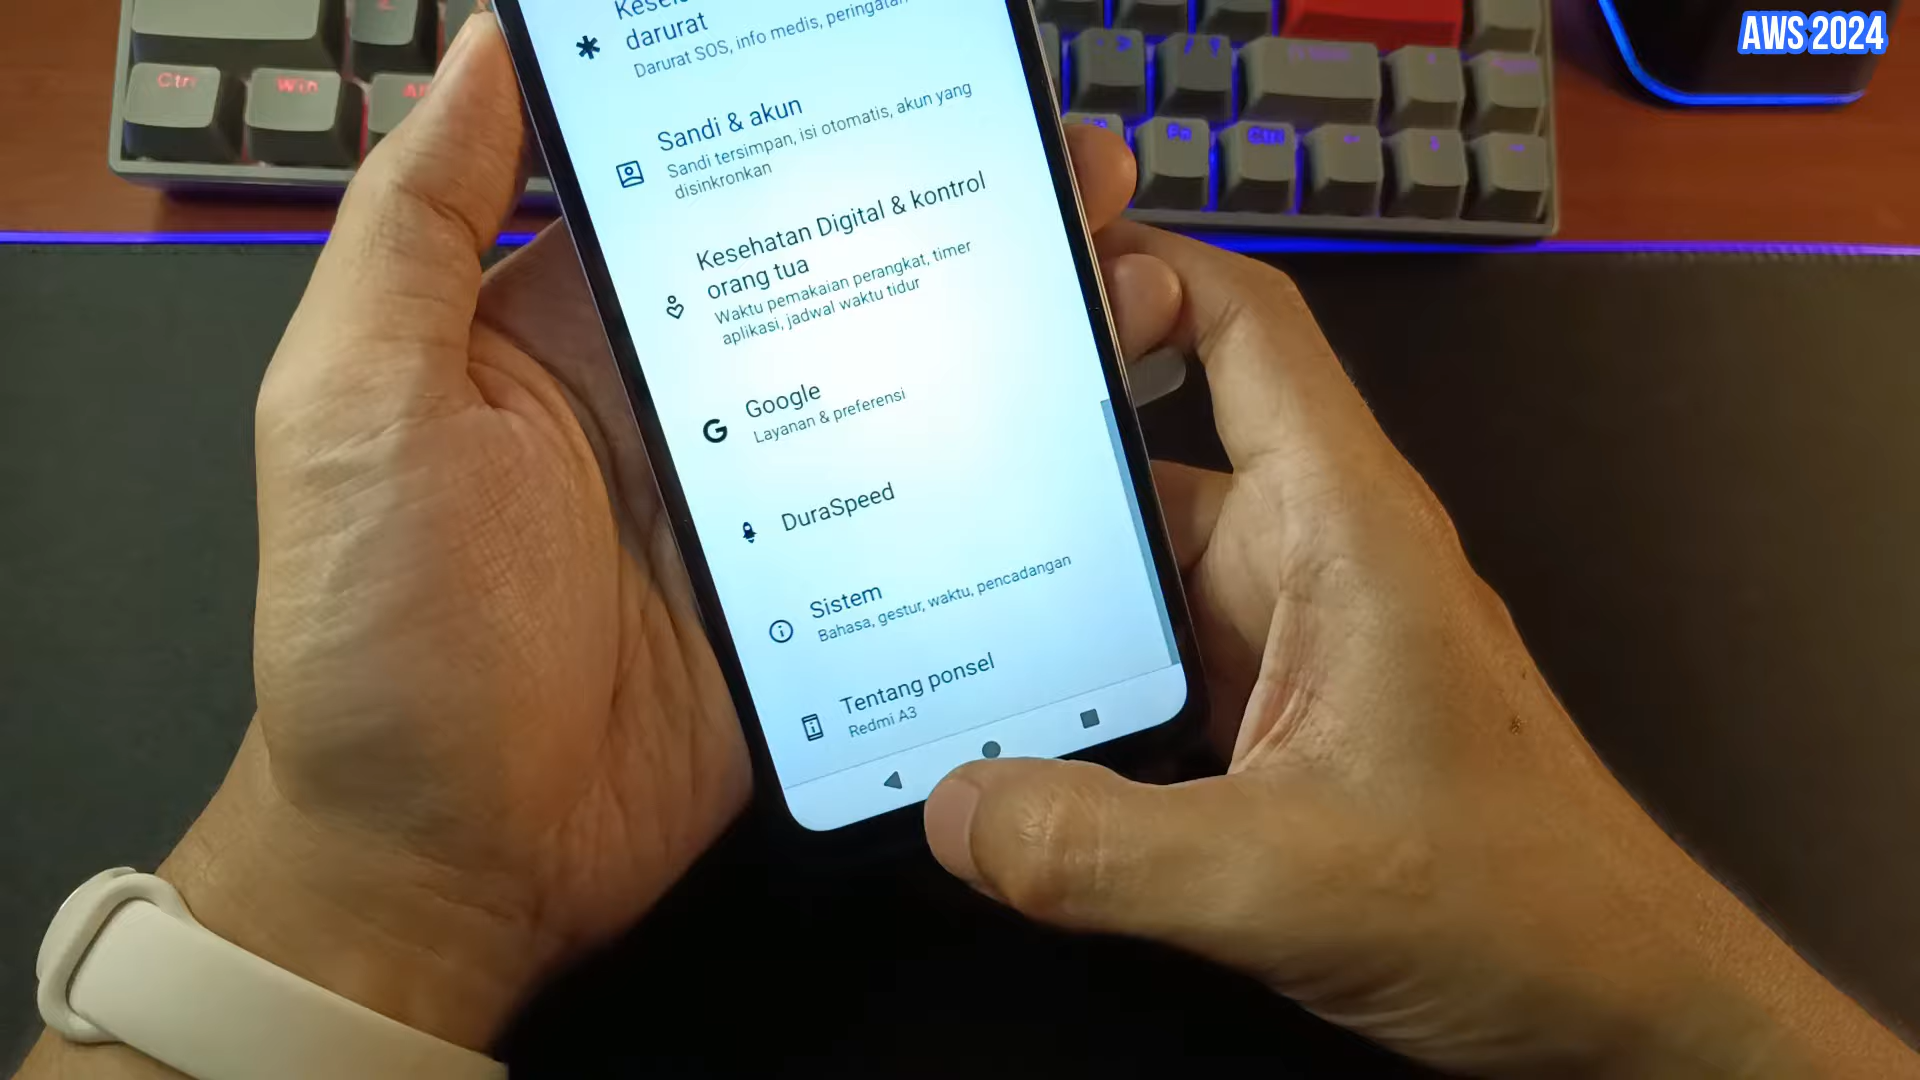 AWS 2024
Ctrl
Win
Fn
darurat
Darurat SOS, info medis, peringatan
Sandi & akun
Sandi tersimpan, isi otomatis, akun yang
disinkronkan
Kesehatan Digital & kontrol
orang tua
Waktu pemakaian perangkat, timer
aplikasi, jadwal waktu tidur
Google
Layanan & preferensi
DuraSpeed
Sistem
Bahasa, gestur, waktu, pencadangan
Tentang ponsel
Redmi A3